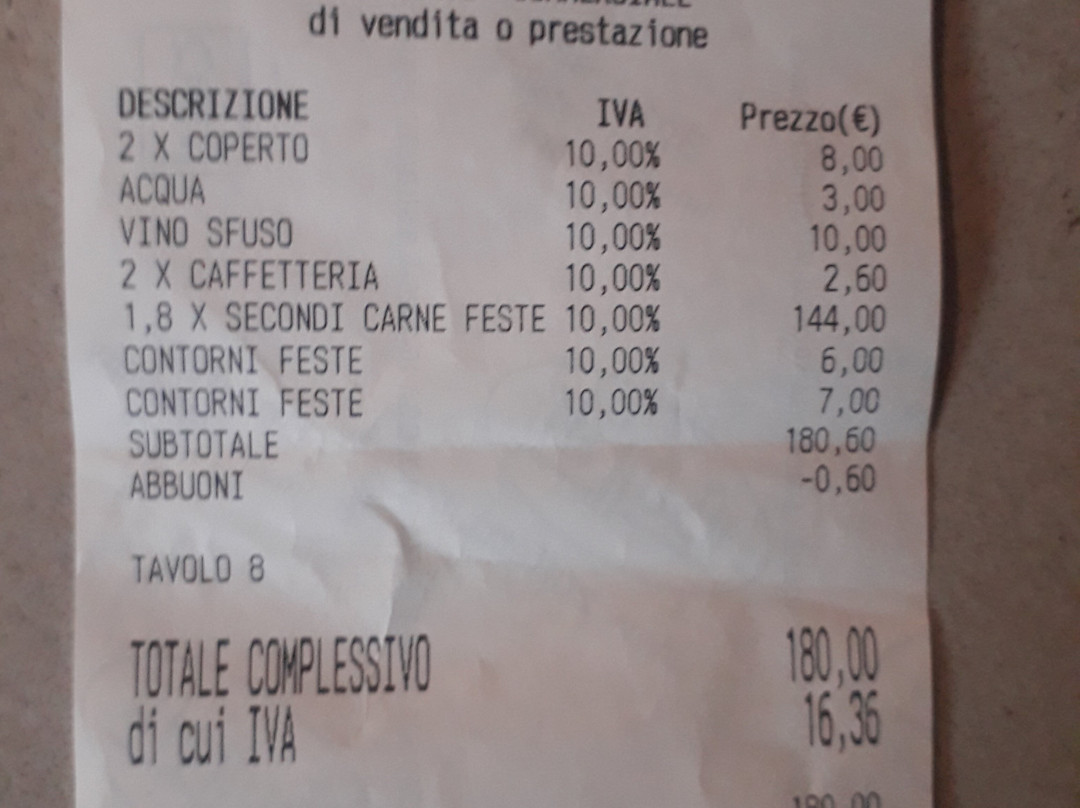 di vendita o prestazione
DESCRIZIONE IVA Prezzo(€)
2 X COPERTO 10,00% 8,00
ACQUA 10,00% 3,00
VINO SFUSO 10,00% 10,00
2 X CAFFETTERIA 10,00% 2,60
1,8 X SECONDI CARNE FESTE 10,00% 144,00
CONTORNI FESTE 10,00% 6,00
CONTORNI FESTE 10,00% 7,00
SUBTOTALE 180,60
ABBUONI -0,60
TAVOLO 8
TOTALE COMPLESSIVO 180,00
di cui IVA 16,36
180,00